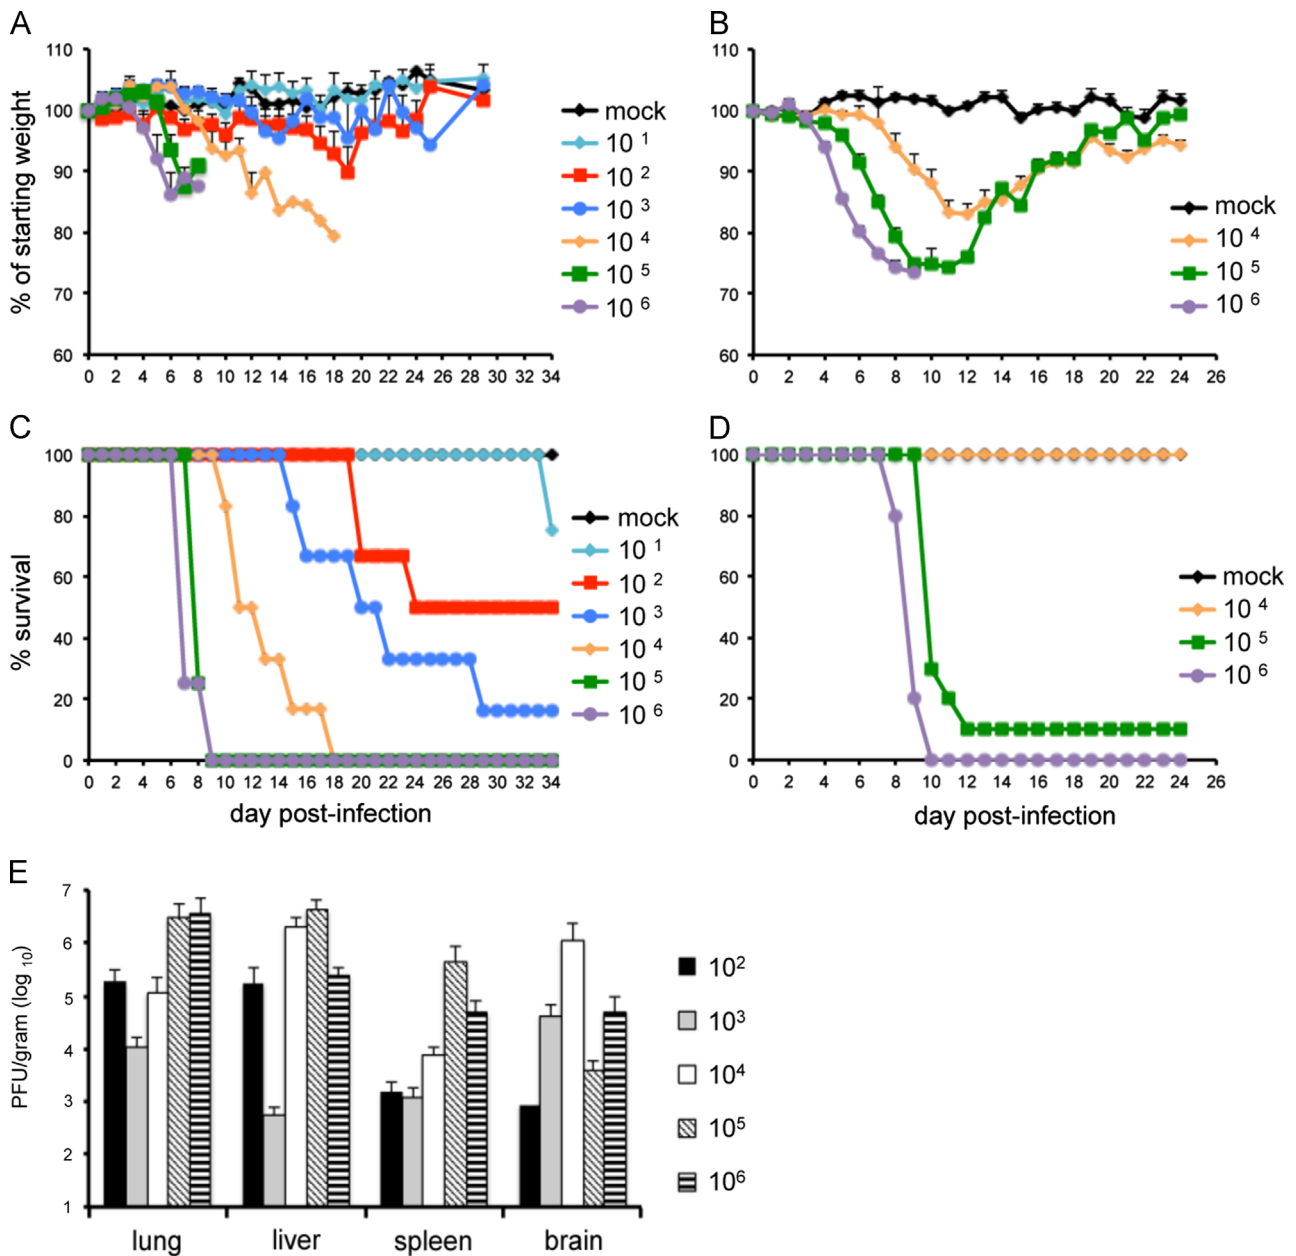 A
110
100
90
80
70
60
% of starting weight
0 2 4 6 8 10 12 14 16 18 20 22 24 26 28 30 32 34
mock
10 1
10 2
10 3
10 4
10 5
10 6
B
110
100
90
80
70
60
0 2 4 6 8 10 12 14 16 18 20 22 24 26
mock
10 4
10 5
10 6
C
100
80
60
40
20
0
% survival
0 2 4 6 8 10 12 14 16 18 20 22 24 26 28 30 32 34
day post-infection
mock
10 1
10 2
10 3
10 4
10 5
10 6
D
100
80
60
40
20
0
0 2 4 6 8 10 12 14 16 18 20 22 24 26
day post-infection
mock
10 4
10 5
10 6
E
7
6
5
4
3
2
1
PFU/gram (log 10)
lung liver spleen brain
102
103
104
105
106